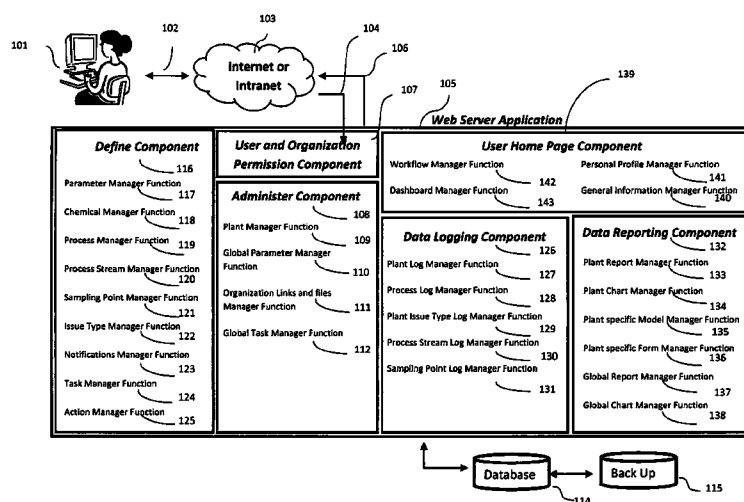 101
102
103
104
106
Internet or
Intranet
107
105
139
Web Server Application
Define Component
116
Parameter Manager Function
117
Chemical Manager Function
118
Process Manager Function
119
Process Stream Manager Function
120
Sampling Point Manager Function
121
Issue Type Manager Function
122
Notifications Manager Function
123
Task Manager Function
124
Action Manager Function
125
User and Organization
Permission Component
Administer Component
108
Plant Manager Function
109
Global Parameter Manager
Function
110
Organization Links and files
Manager Function
111
Global Task Manager Function
112
User Home Page Component
Workflow Manager Function
142
Dashboard Manager Function
143
Personal Profile Manager Function
141
General Information Manager Function
140
Data Logging Component
126
Plant Log Manager Function
127
Process Log Manager Function
128
Plant Issue Type Log Manager Function
129
Process Stream Log Manager Function
130
Sampling Point Log Manager Function
131
Data Reporting Component
132
Plant Report Manager Function
133
Plant Chart Manager Function
134
Plant specific Model Manager Function
135
Plant specific Form Manager Function
136
Global Report Manager Function
137
Global Chart Manager Function
138
Database
114
Back Up
115